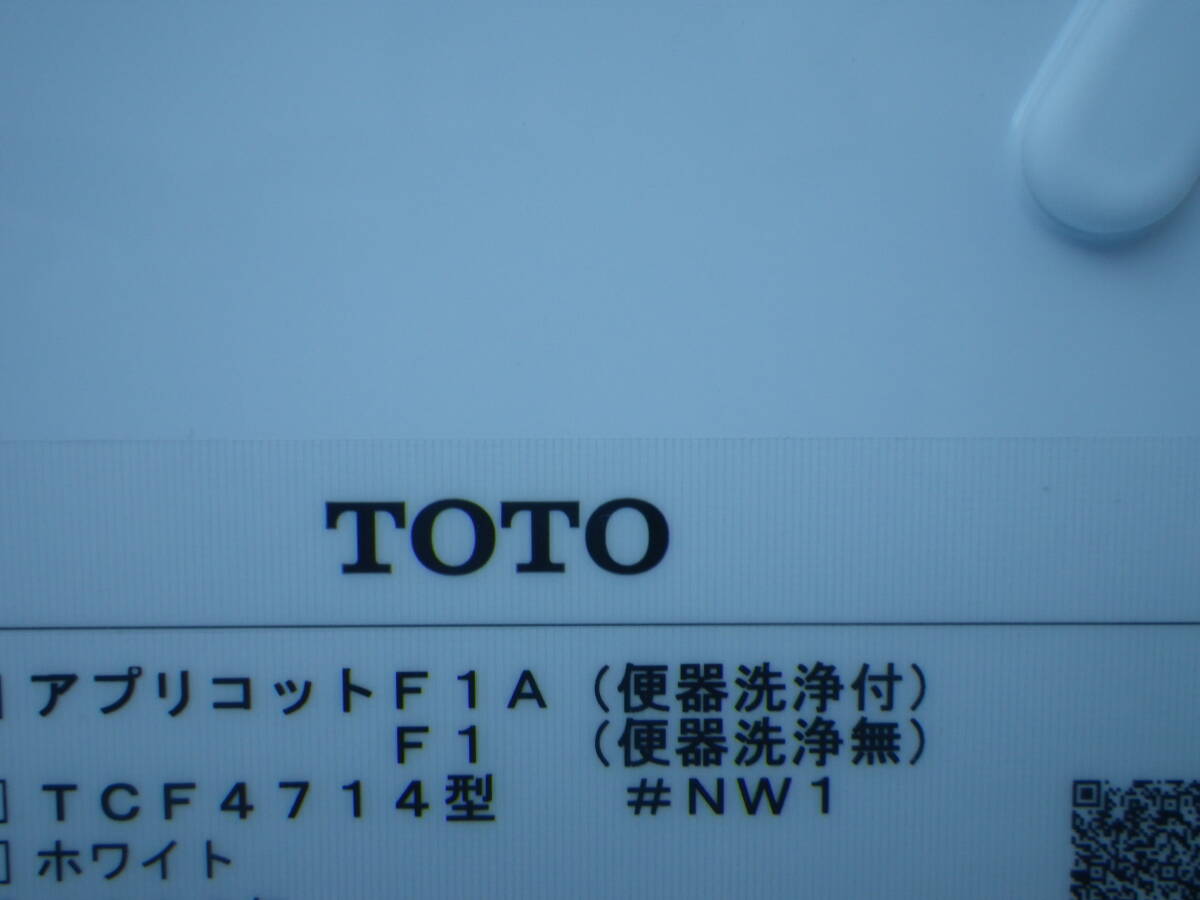 TOTO
アプリコットF1A（便器洗浄付）
F1　（便器洗浄無）
TCF4714型　#NW1
ホワイト